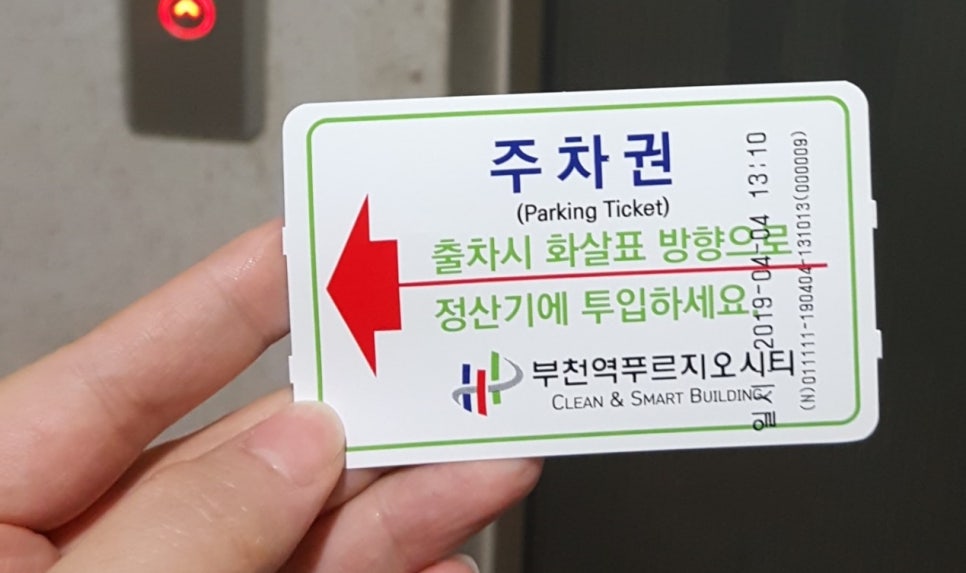 주차권
(Parking Ticket)
출차시 화살표 방향으로
정산기에 투입하세요.
부천역푸르지오시티
CLEAN & SMART BUILDING
일시 2019-04-04 13:10
(N)011111-190404-131013(000009)